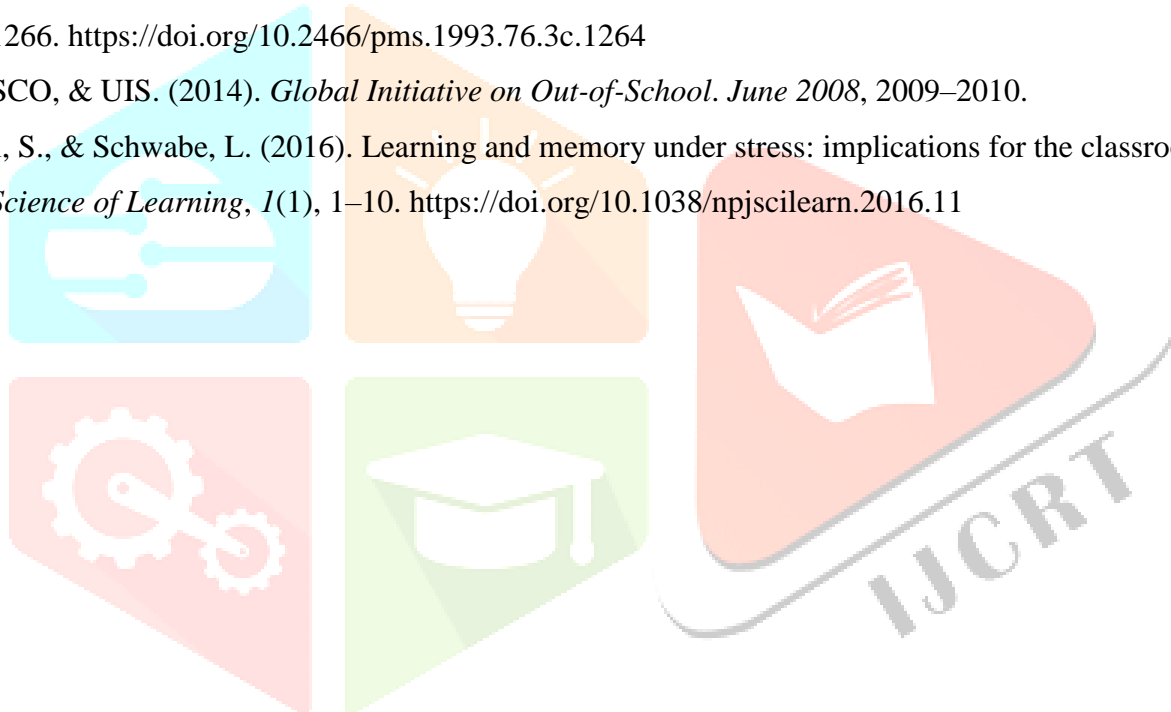 1266. https://doi.org/10.2466/pms.1993.76.3c.1264
SCO, & UIS. (2014). Global Initiative on Out-of-School. June 2008, 2009–2010.
, S., & Schwabe, L. (2016). Learning and memory under stress: implications for the classro
Science of Learning, 1(1), 1–10. https://doi.org/10.1038/npjscilearn.2016.11
IJCRT